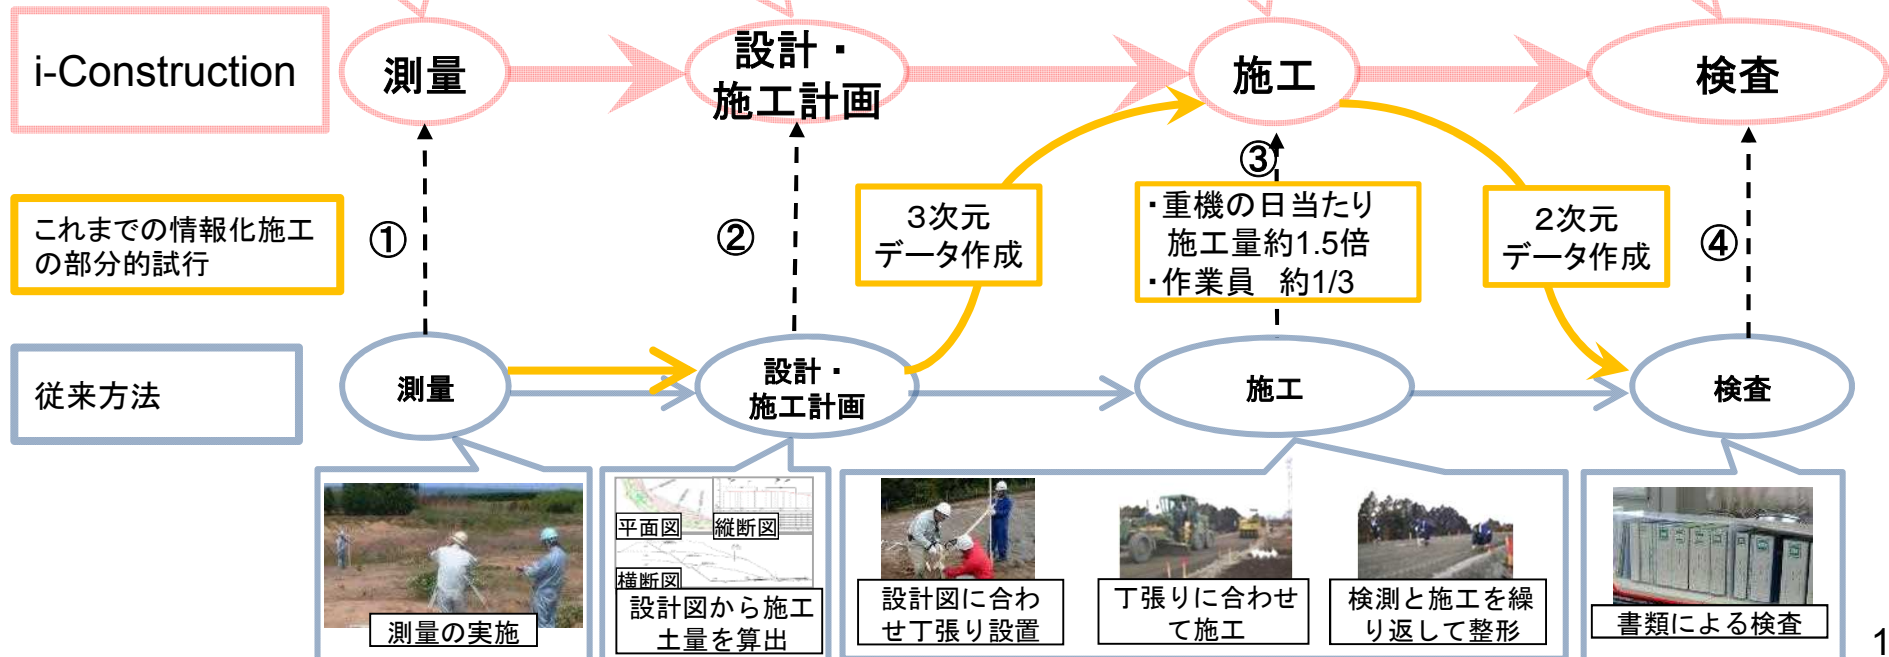 i-Construction
測量
設計・
施工計画
施工
検査
これまでの情報化施工
の部分的試行
①
②
3次元
データ作成
③
・重機の日当たり
施工量約1.5倍
・作業員 約1/3
2次元
データ作成
④
従来方法
測量
設計・
施工計画
施工
検査
測量の実施
平面図
縦断図
横断図
設計図から施工
土量を算出
設計図に合わ
せ丁張り設置
丁張りに合わせ
て施工
検測と施工を繰
り返して整形
書類による検査
1